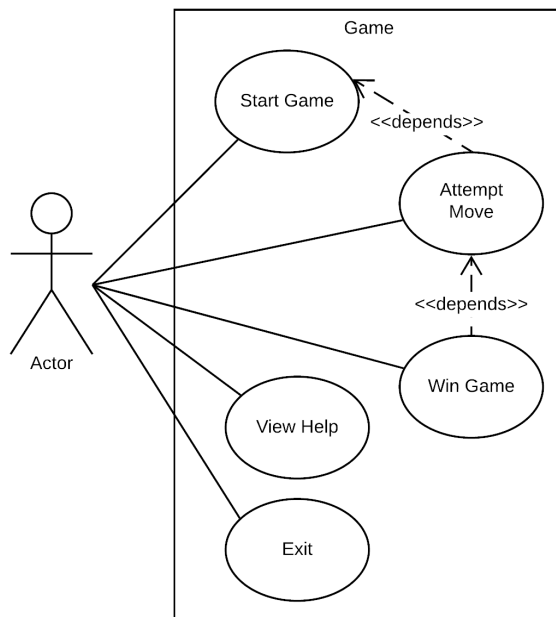 Game
Start Game
<<depends>>
Attempt
Move
<<depends>>
Actor
Win Game
View Help
Exit